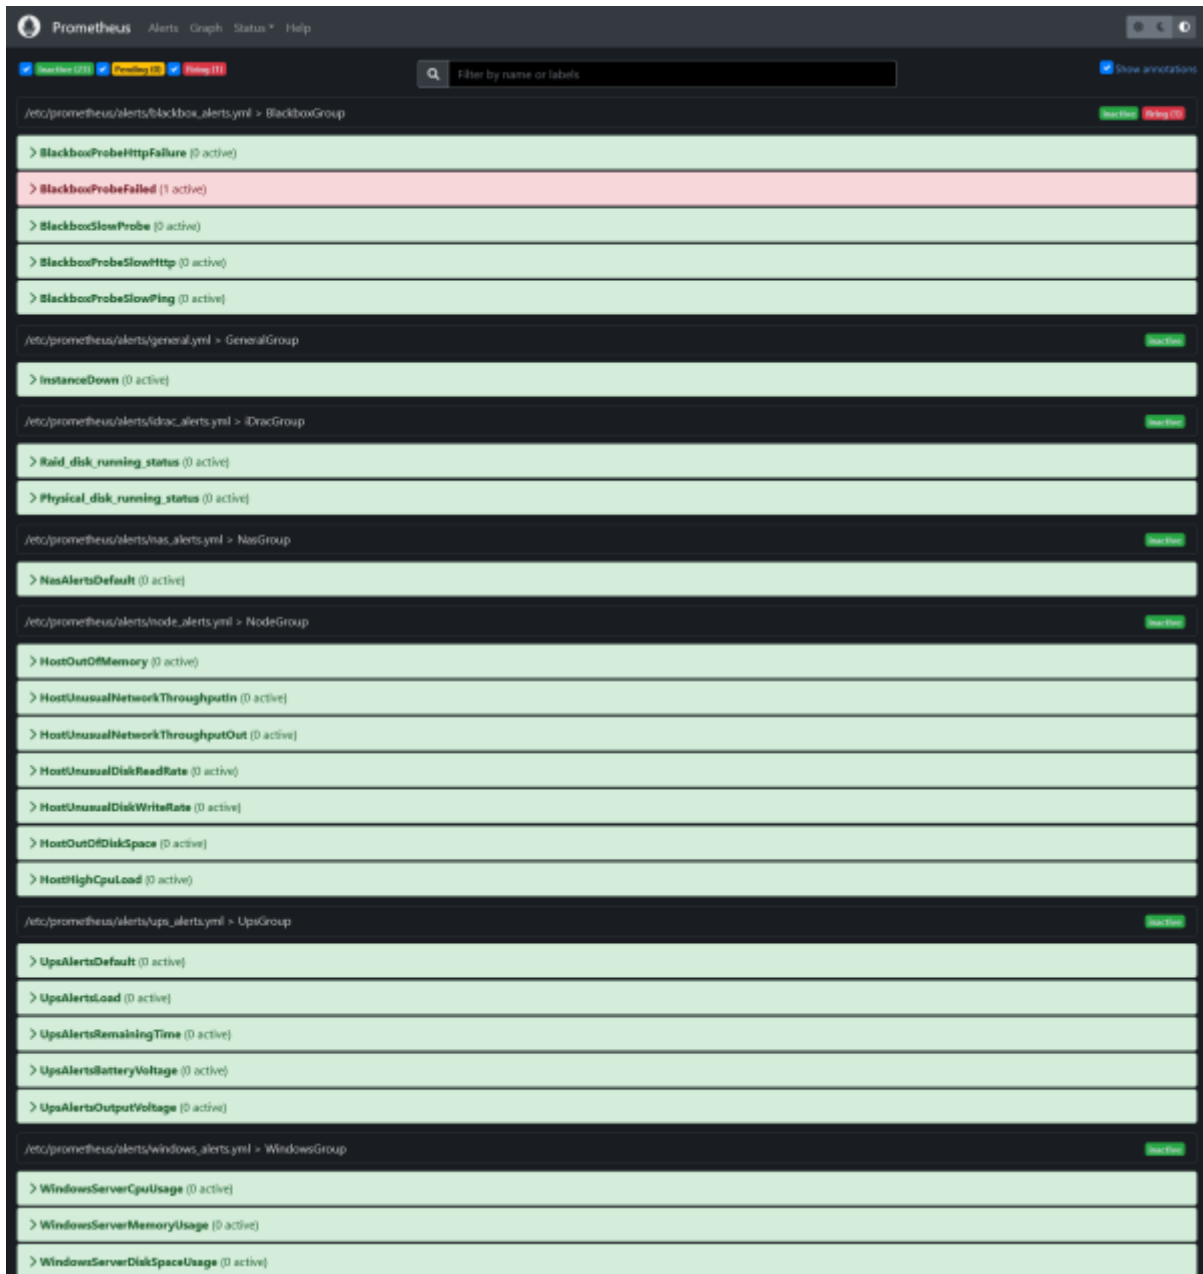 Prometheus Alerts Graph Status Help
Inactive (23) Pending (0) Firing (1) Filter by name or labels Show annotations
/etc/prometheus/alerts/blackbox_alerts.yml > BlackboxGroup Inactive Firing (1)
BlackboxProbeHttpFailure (0 active)
BlackboxProbeFailed (1 active)
BlackboxSlowProbe (0 active)
BlackboxProbeSlowHttp (0 active)
BlackboxProbeSlowPing (0 active)
/etc/prometheus/alerts/general.yml > GeneralGroup Inactive
InstanceDown (0 active)
/etc/prometheus/alerts/idrac_alerts.yml > iDracGroup Inactive
Raid_disk_running_status (0 active)
Physical_disk_running_status (0 active)
/etc/prometheus/alerts/nas_alerts.yml > NasGroup Inactive
NasAlertsDefault (0 active)
/etc/prometheus/alerts/node_alerts.yml > NodeGroup Inactive
HostOutOfMemory (0 active)
HostUnusualNetworkThroughputIn (0 active)
HostUnusualNetworkThroughputOut (0 active)
HostUnusualDiskReadRate (0 active)
HostUnusualDiskWriteRate (0 active)
HostOutOfDiskSpace (0 active)
HostHighCpuLoad (0 active)
/etc/prometheus/alerts/ups_alerts.yml > UpsGroup Inactive
UpsAlertsDefault (0 active)
UpsAlertsLoad (0 active)
UpsAlertsRemainingTime (0 active)
UpsAlertsBatteryVoltage (0 active)
UpsAlertsOutputVoltage (0 active)
/etc/prometheus/alerts/windows_alerts.yml > WindowsGroup Inactive
WindowsServerCpuUsage (0 active)
WindowsServerMemoryUsage (0 active)
WindowsServerDiskSpaceUsage (0 active)